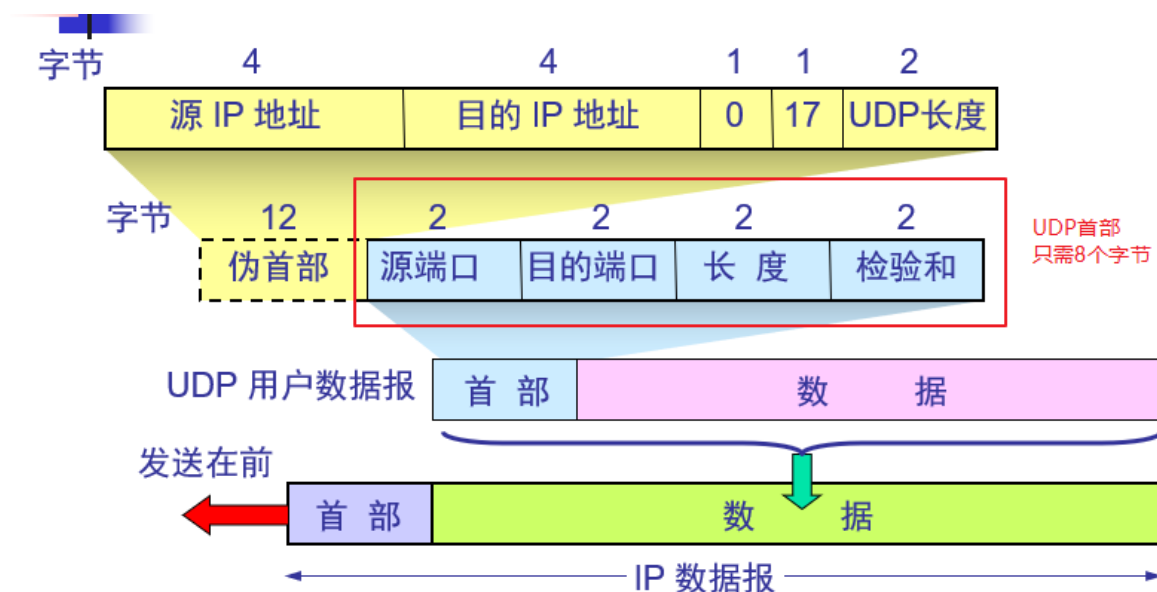 字节 4 4 1 1 2
源 IP 地址 目的 IP 地址 0 17 UDP长度
字节 12 2 2 2 2
伪首部 源端口 目的端口 长 度 检验和
UDP首部
只需8个字节
UDP 用户数据报 首 部 数 据
发送在前
首 部 数 据
IP 数据报